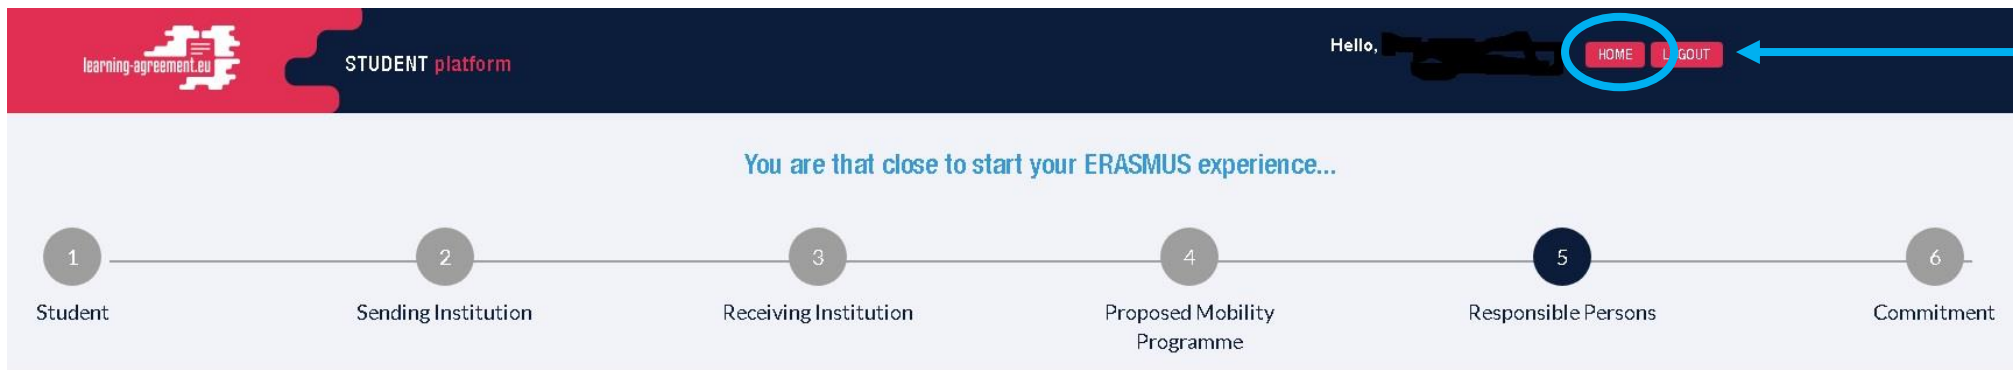 learning-agreement.eu
STUDENT platform
Hello,
HOME
LOGOUT
You are that close to start your ERASMUS experience...
1
2
3
4
5
6
Student
Sending Institution
Receiving Institution
Proposed Mobility
Programme
Responsible Persons
Commitment